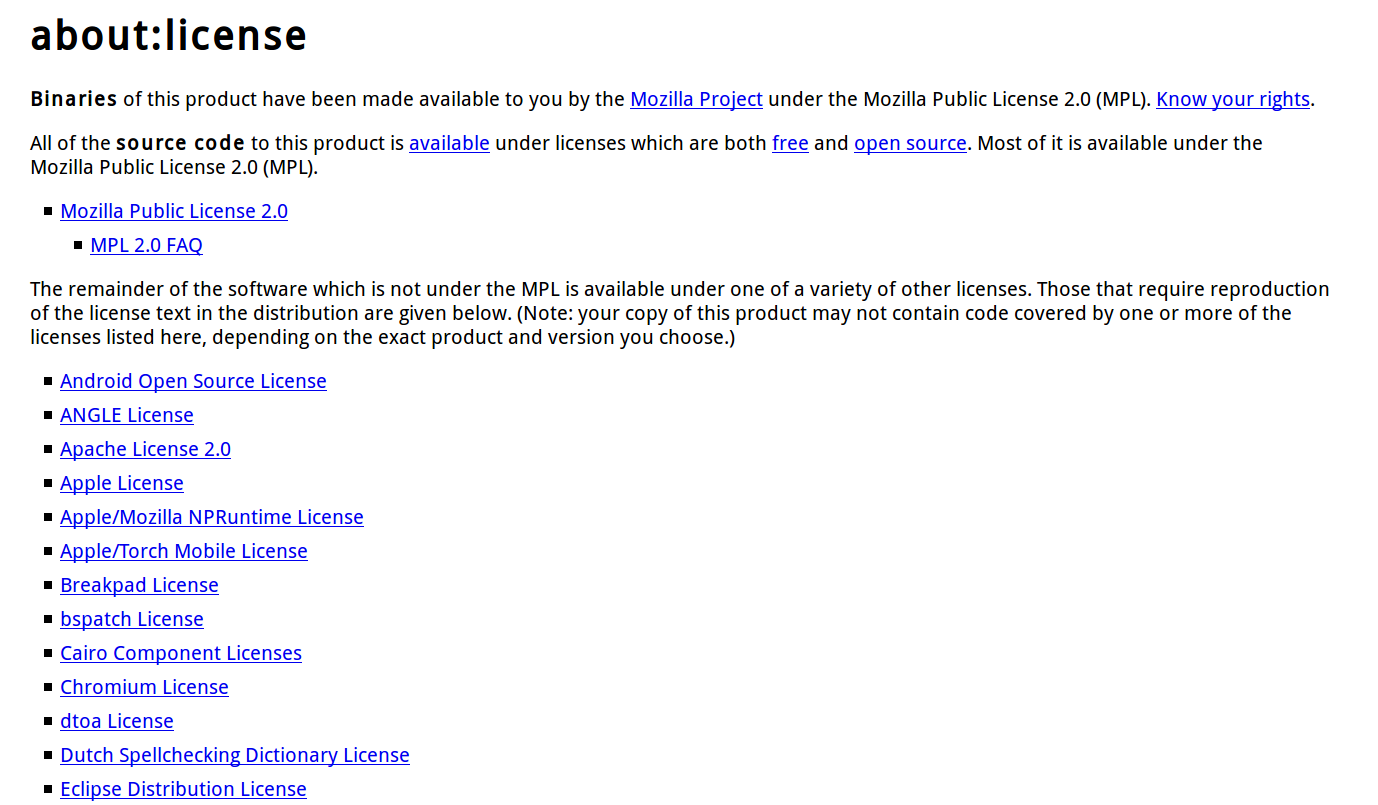 about:license
Binaries of this product have been made available to you by the Mozilla Project under the Mozilla Public License 2.0 (MPL). Know your rights.
All of the source code to this product is available under licenses which are both free and open source. Most of it is available under the
Mozilla Public License 2.0 (MPL).
Mozilla Public License 2.0
MPL 2.0 FAQ
The remainder of the software which is not under the MPL is available under one of a variety of other licenses. Those that require reproduction
of the license text in the distribution are given below. (Note: your copy of this product may not contain code covered by one or more of the
licenses listed here, depending on the exact product and version you choose.)
Android Open Source License
ANGLE License
Apache License 2.0
Apple License
Apple/Mozilla NPRuntime License
Apple/Torch Mobile License
Breakpad License
bspatch License
Cairo Component Licenses
Chromium License
dtoa License
Dutch Spellchecking Dictionary License
Eclipse Distribution License